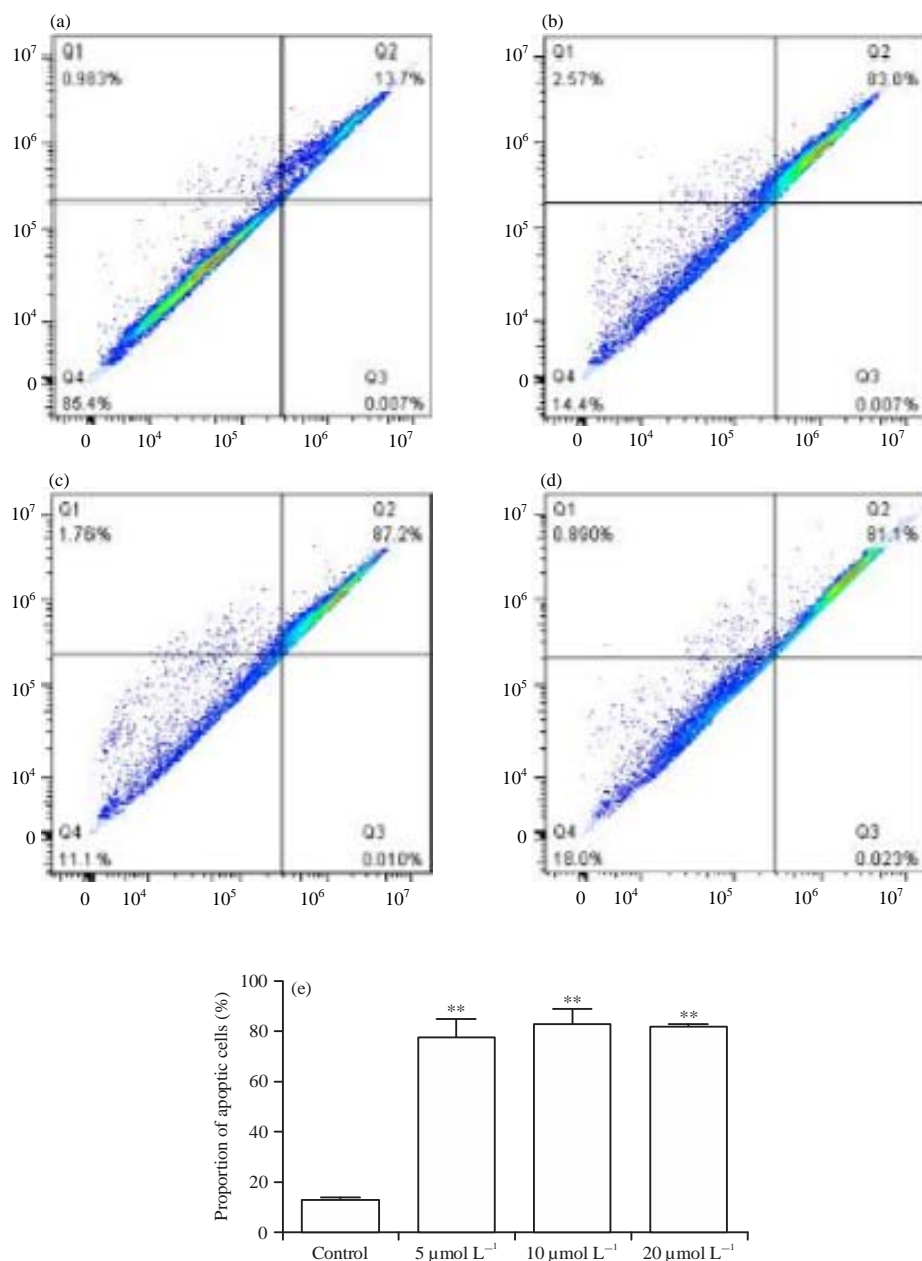 (a)
Q1
0.983%
Q2
13.7%
10⁷
10⁶
10⁵
10⁴
0
Q4
85.4%
Q3
0.007%
0 10⁴ 10⁵ 10⁶ 10⁷
(b)
Q1
2.57%
Q2
83.0%
10⁷
10⁶
10⁵
10⁴
0
Q4
14.4%
Q3
0.007%
0 10⁴ 10⁵ 10⁶ 10⁷
(c)
Q1
1.76%
Q2
87.2%
10⁷
10⁶
10⁵
10⁴
0
Q4
11.1%
Q3
0.010%
0 10⁴ 10⁵ 10⁶ 10⁷
(d)
Q1
0.890%
Q2
81.1%
10⁷
10⁶
10⁵
10⁴
0
Q4
18.0%
Q3
0.023%
0 10⁴ 10⁵ 10⁶ 10⁷
(e)
Proportion of apoptic cells (%)
100
80
60
40
20
0
**
**
**
Control 5 µmol L⁻¹ 10 µmol L⁻¹ 20 µmol L⁻¹